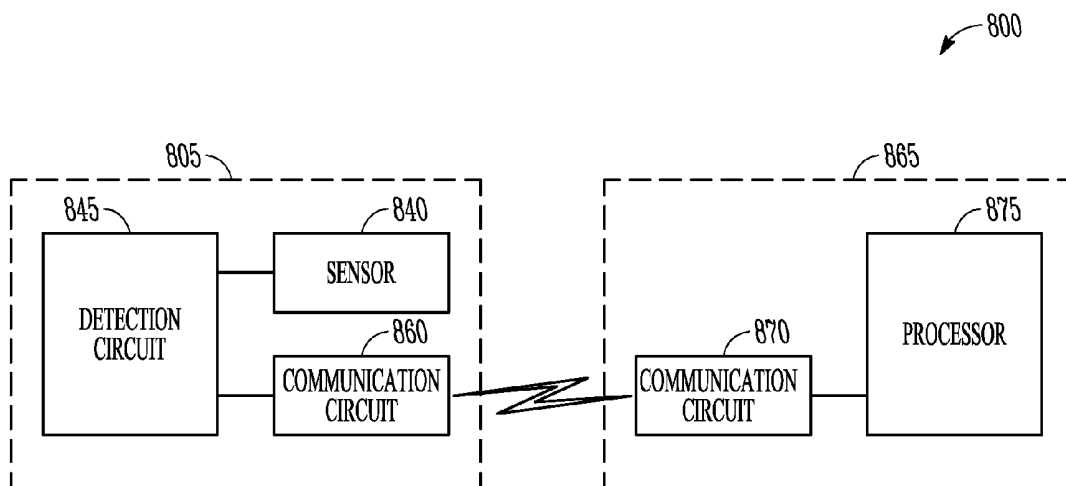 800
805
865
845
840
875
SENSOR
DETECTION
CIRCUIT
860
870
PROCESSOR
COMMUNICATION
CIRCUIT
COMMUNICATION
CIRCUIT